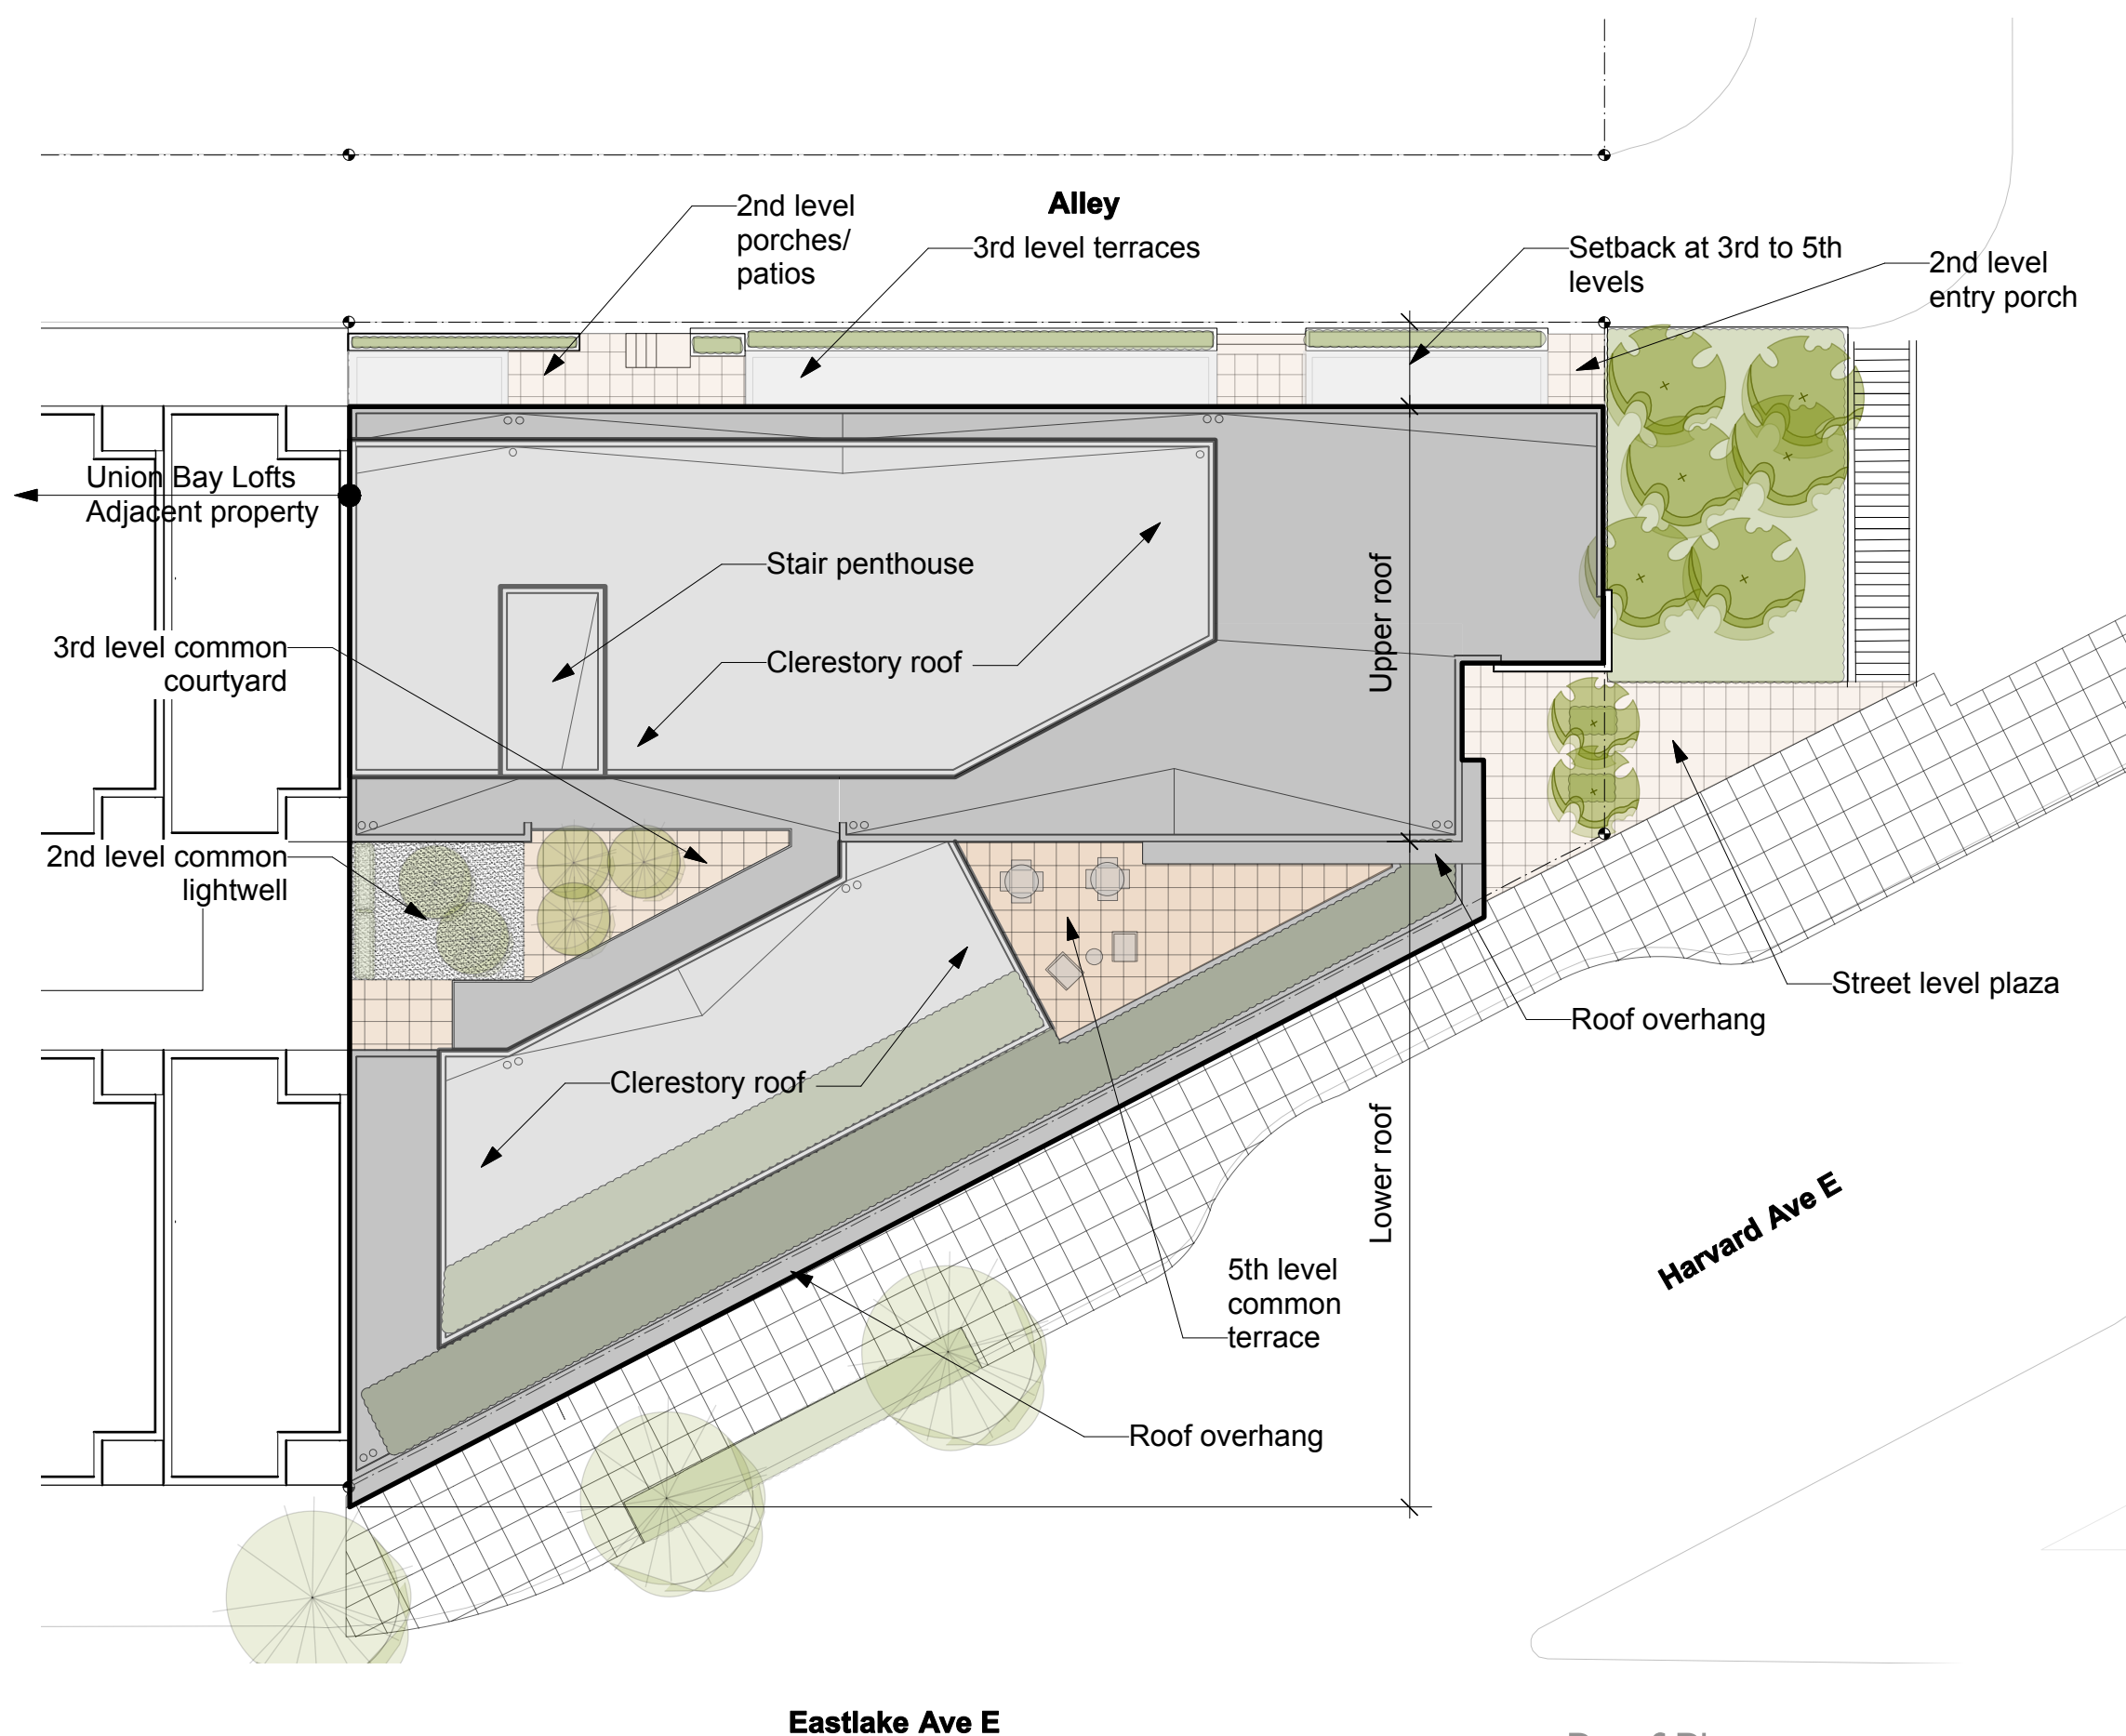 Alley
2nd level
porches/
patios
3rd level terraces
Setback at 3rd to 5th
levels
2nd level
entry porch
Union Bay Lofts
Adjacent property
Stair penthouse
Upper roof
3rd level common
courtyard
Clerestory roof
2nd level common
lightwell
Street level plaza
Roof overhang
Clerestory roof
Lower roof
Harvard Ave E
5th level
common
terrace
Roof overhang
Eastlake Ave E